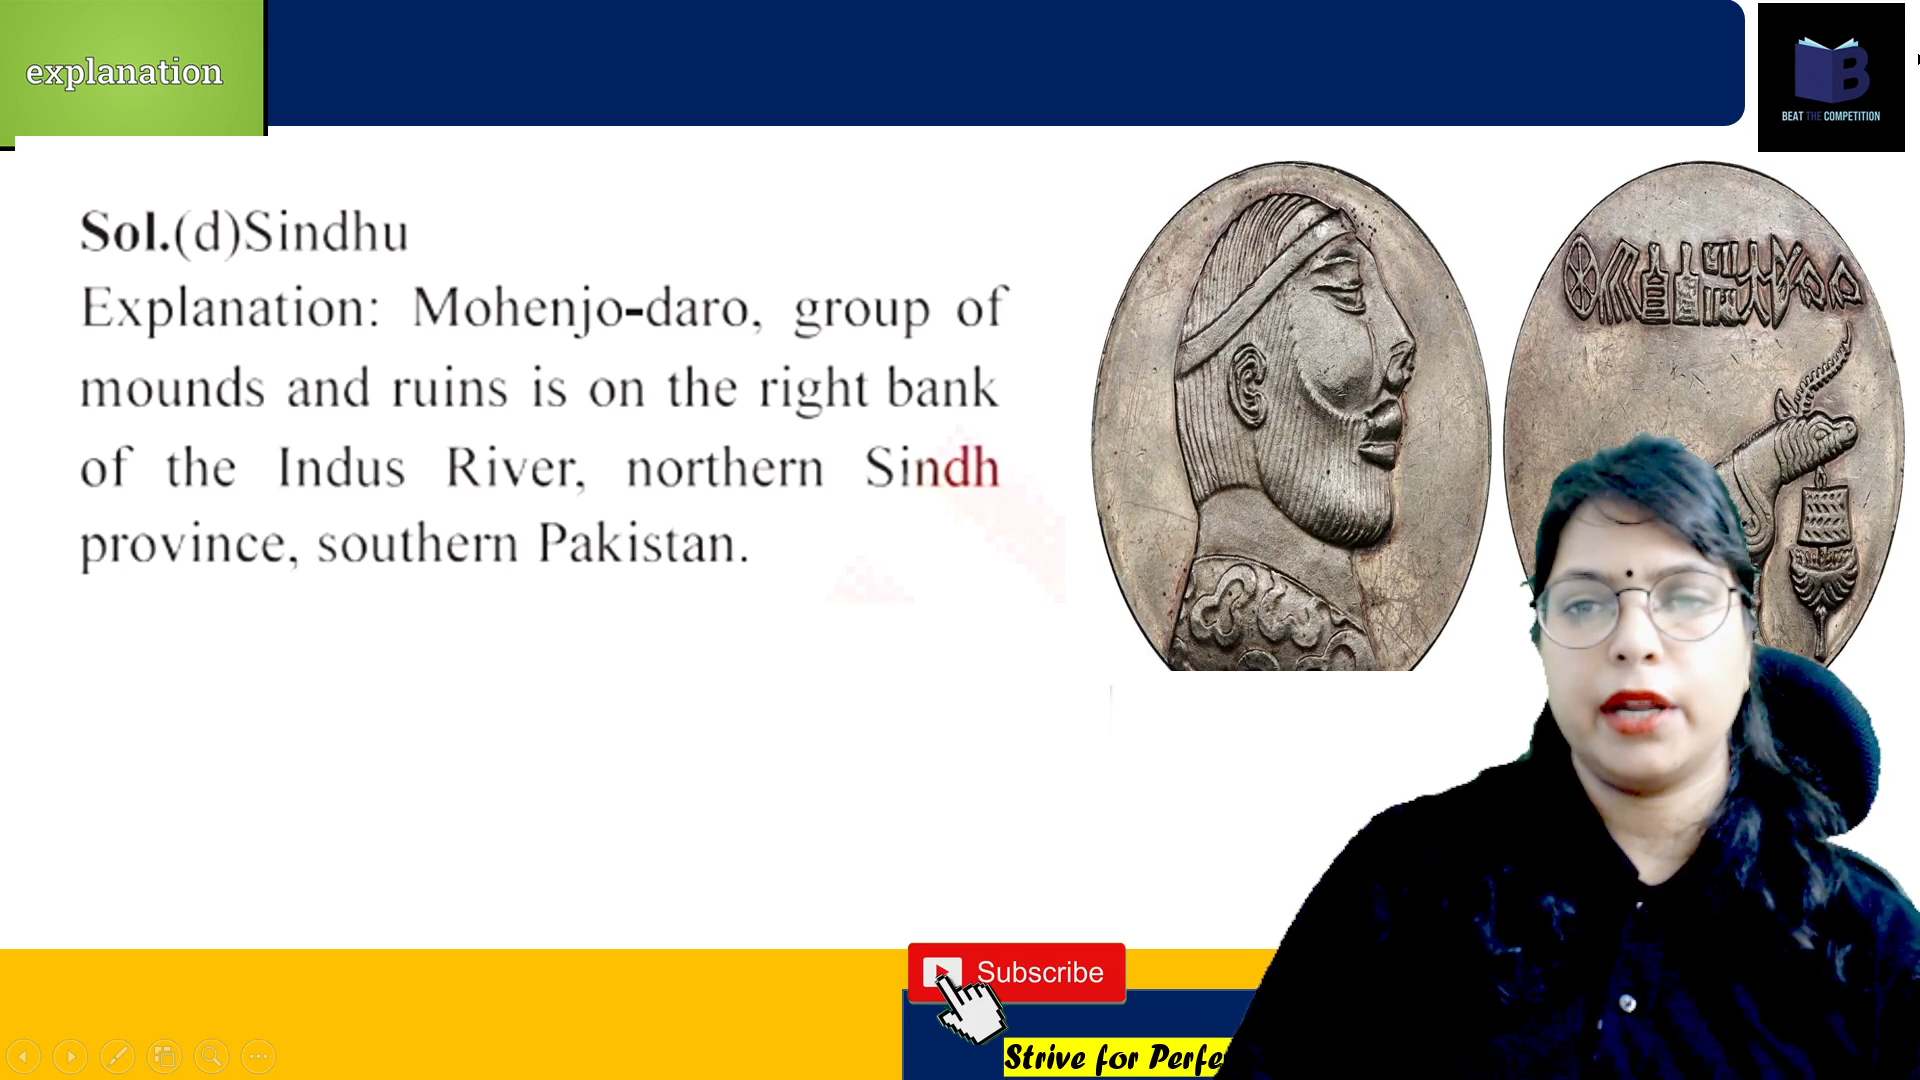 explanation
BEAT THE COMPETITION
Sol.(d)Sindhu
Explanation: Mohenjo-daro, group of
mounds and ruins is on the right bank
of the Indus River, northern Sindh
province, southern Pakistan.
Subscribe
Strive for